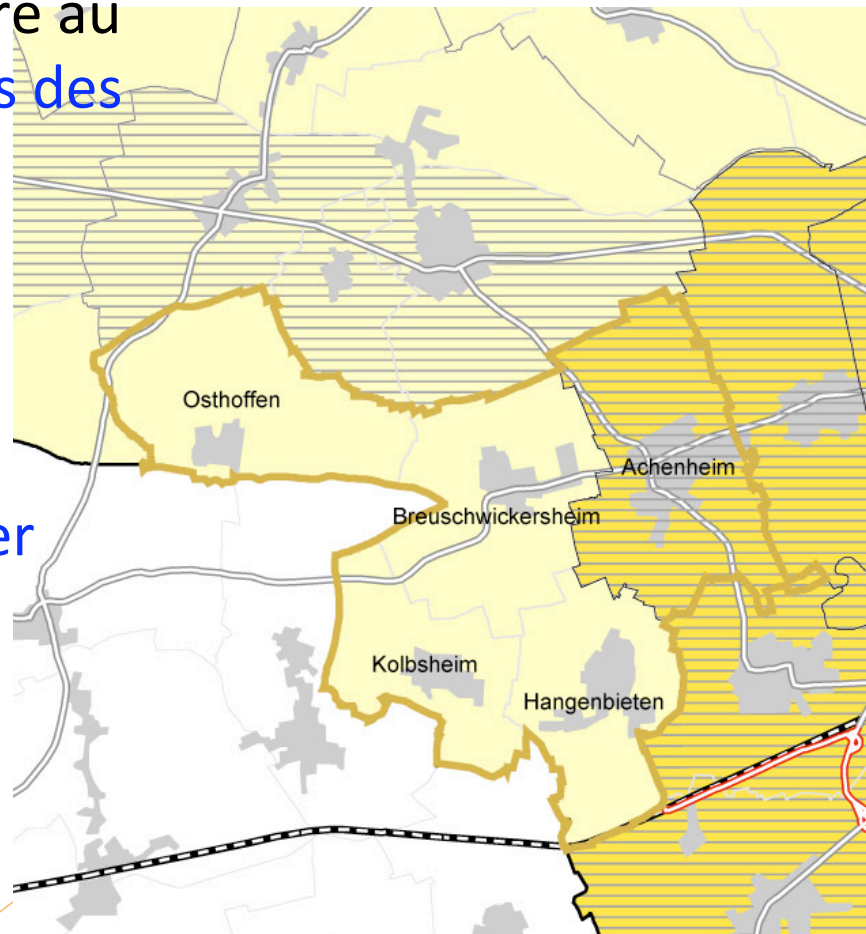 re au
s des
er
Osthoffen
Achenheim
Breuschwickersheim
Kolbsheim
Hangenbieten